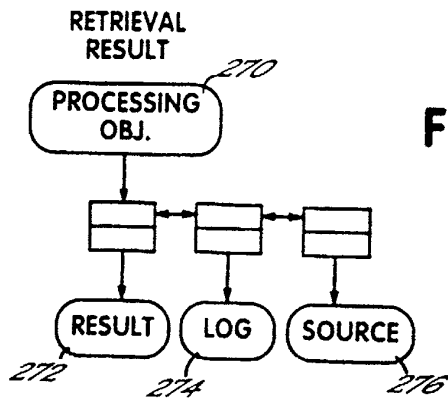 RETRIEVAL
RESULT
270
PROCESSING
OBJ.
F
RESULT
LOG
SOURCE
272
274
276